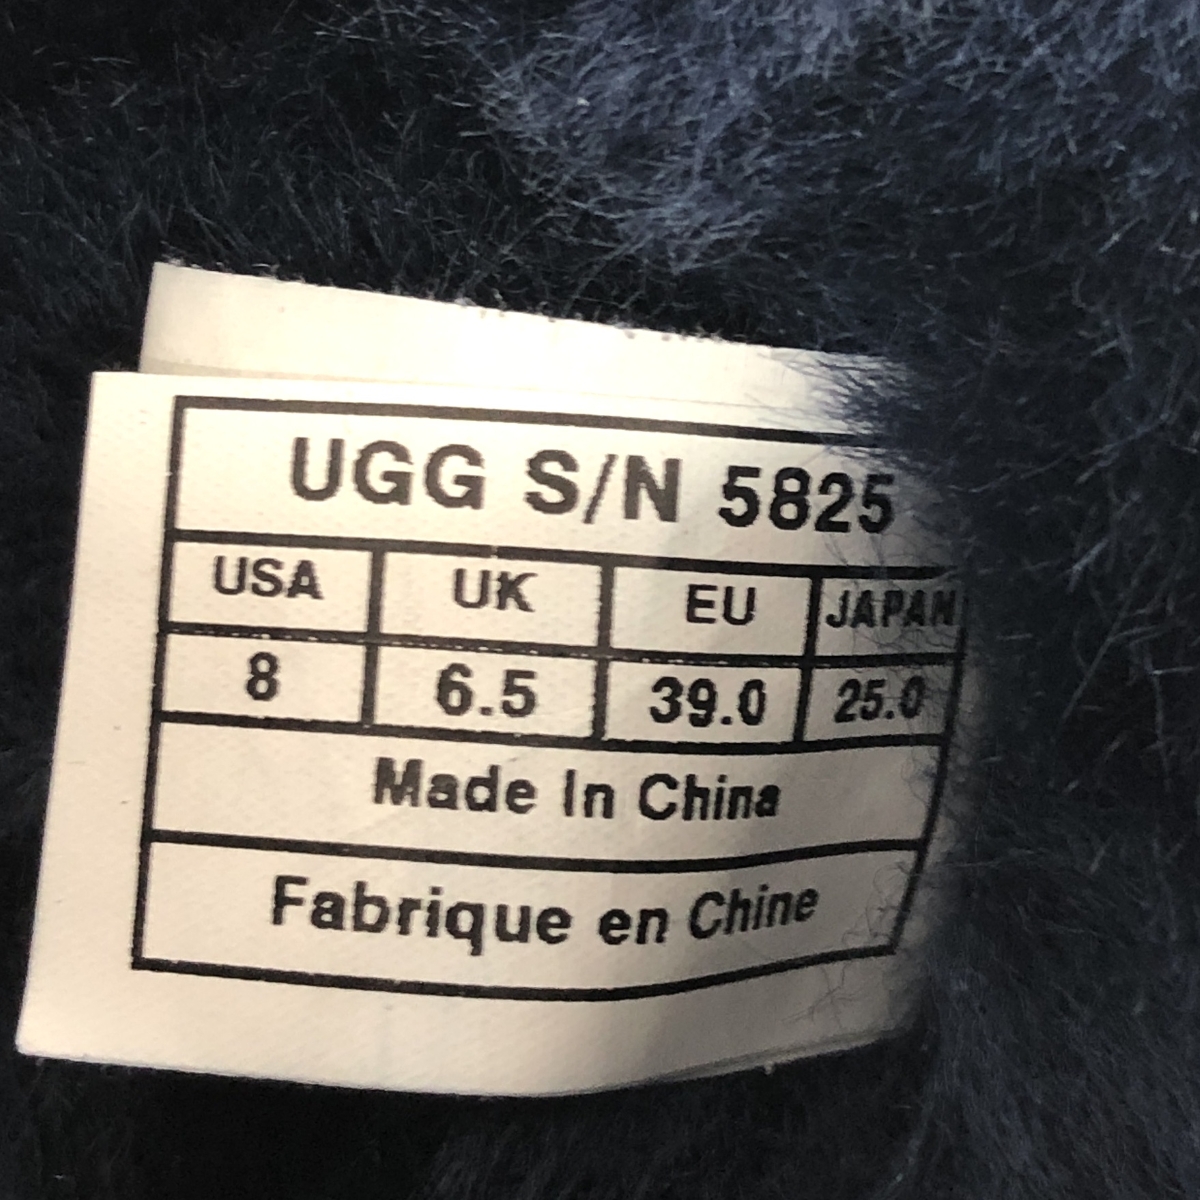 UGG S/N 5825
USA UK EU JAPAN
8 6.5 39.0 25.0
Made In China
Fabrique en Chine